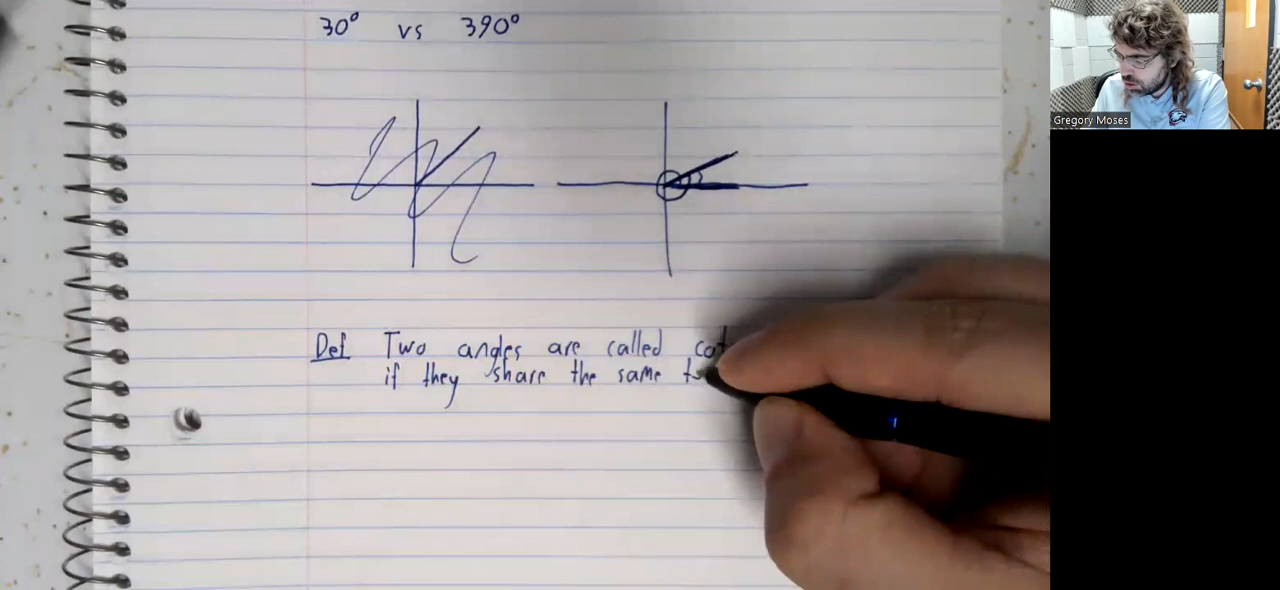 30° vs 390°
Gregory Moses
Def Two angles are called
if they share the same